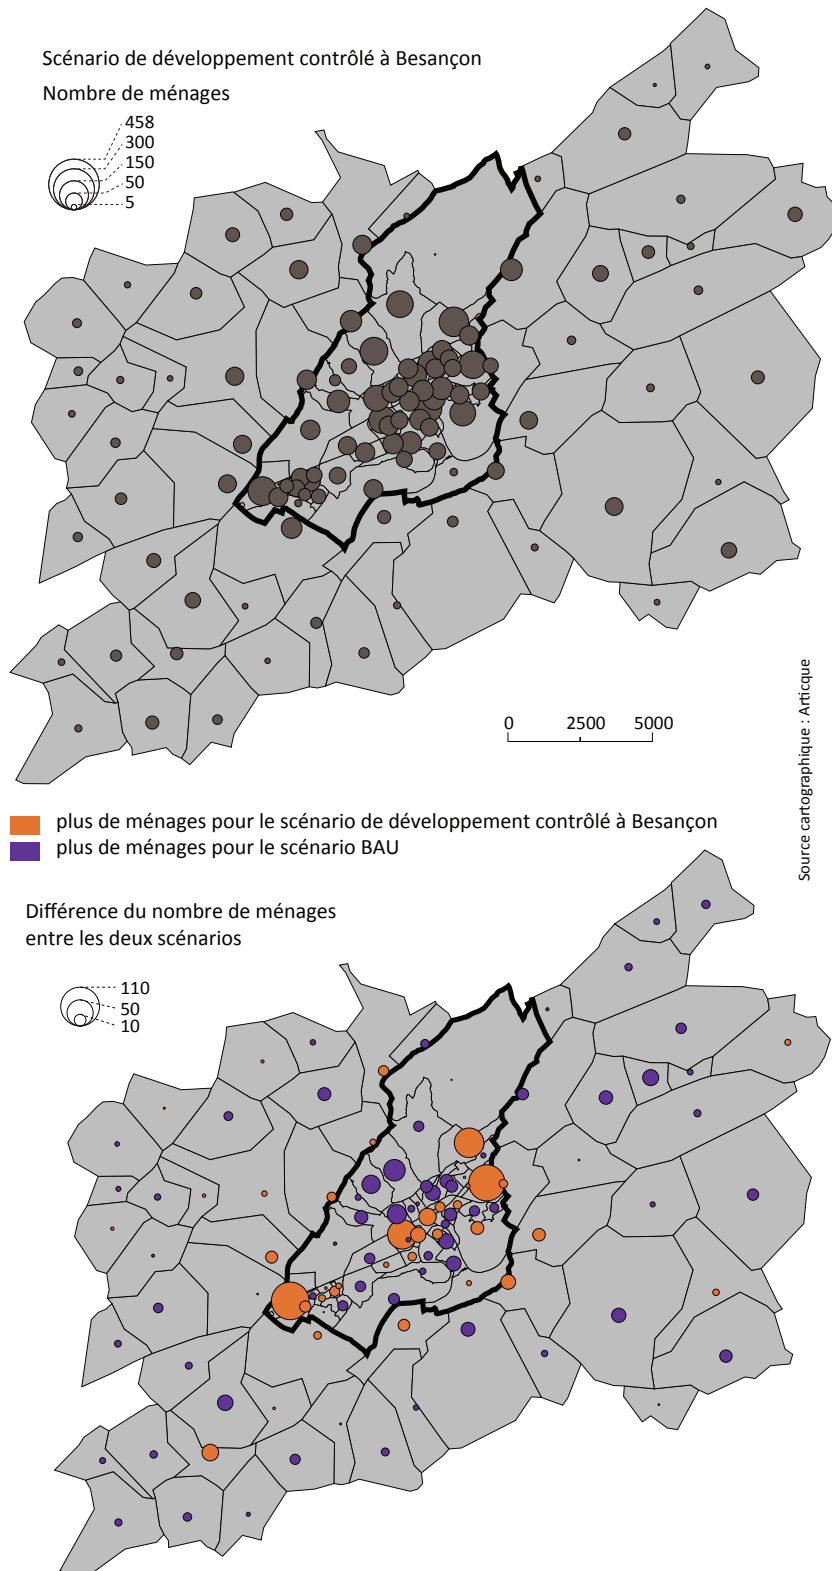 Scénario de développement contrôlé à Besançon
Nombre de ménages
458
300
150
50
5
0 2500 5000
Source cartographique : Articque
plus de ménages pour le scénario de développement contrôlé à Besançon
plus de ménages pour le scénario BAU
Différence du nombre de ménages
entre les deux scénarios
110
50
10